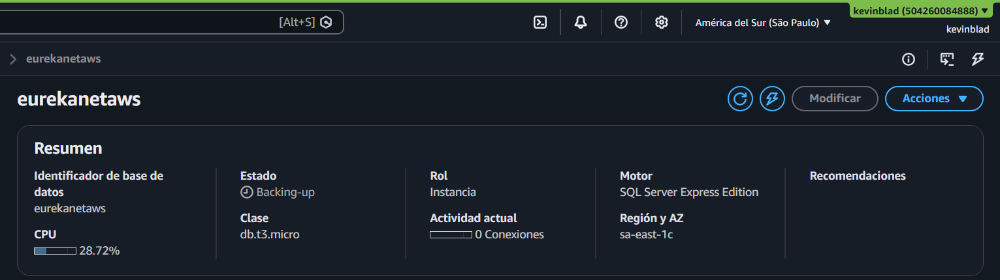 [Alt+S]
América del Sur (São Paulo)
kevinblad (504260084888)
kevinblad
eurekanetaws
eurekanetaws
Modificar
Acciones
Resumen
Identificador de base de
datos
eurekanetaws
CPU
28.72%
Estado
Backing-up
Clase
db.t3.micro
Rol
Instancia
Actividad actual
0 Conexiones
Motor
SQL Server Express Edition
Región y AZ
sa-east-1c
Recomendaciones